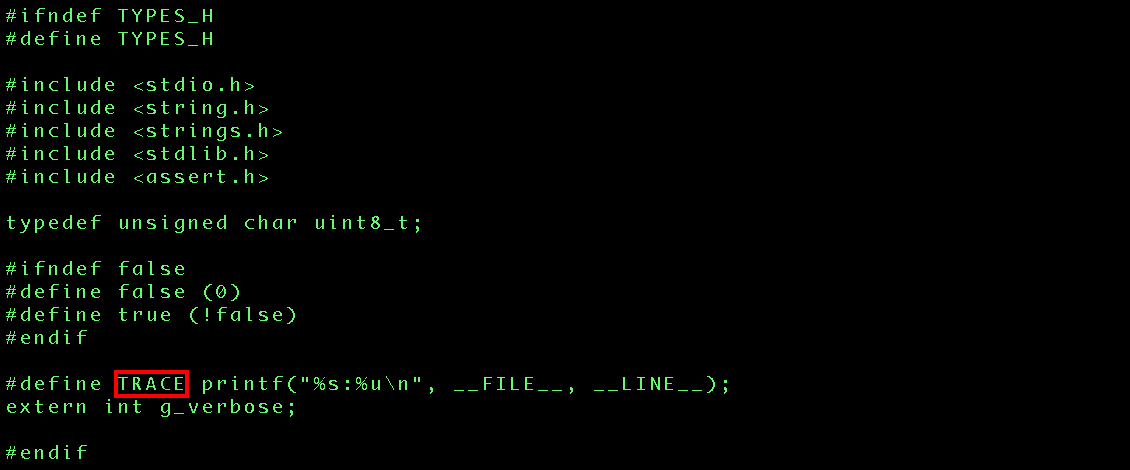 #ifndef TYPES_H
#define TYPES_H
#include <stdio.h>
#include <string.h>
#include <strings.h>
#include <stdlib.h>
#include <assert.h>
typedef unsigned char uint8_t;
#ifndef false
#define false (0)
#define true (!false)
#endif
#define TRACE printf("%s:%u\n", __FILE__, __LINE__);
extern int g_verbose;
#endif